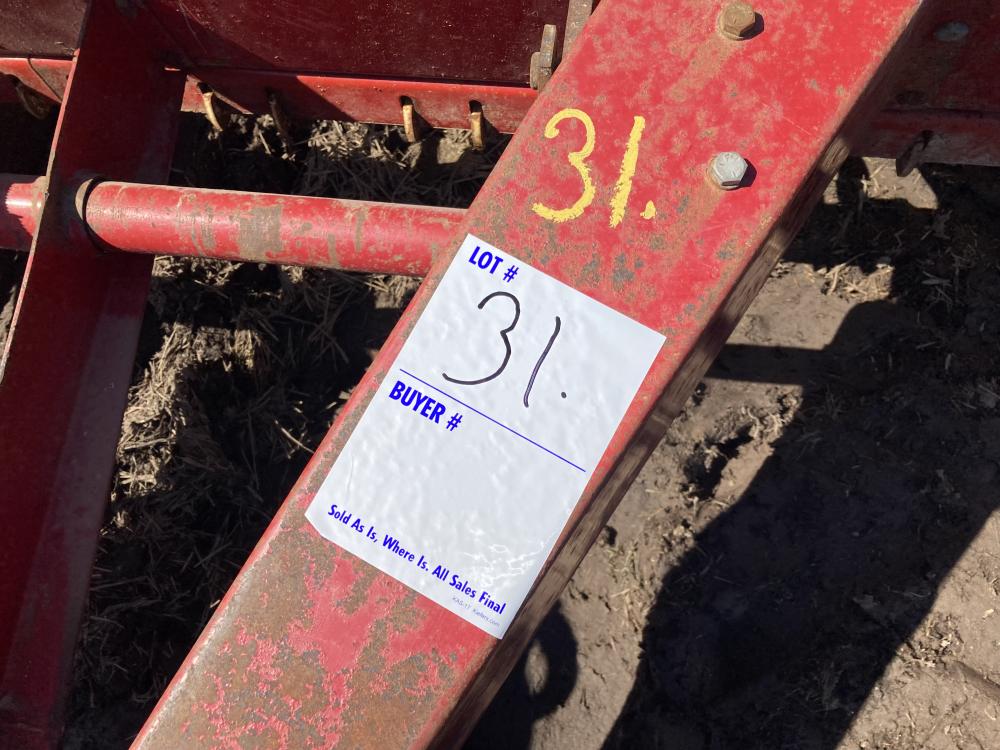 31.
LOT #
31.
BUYER #
Sold As Is, Where Is. All Sales Final